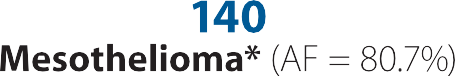 140
Mesothelioma* (AF = 80.7%)